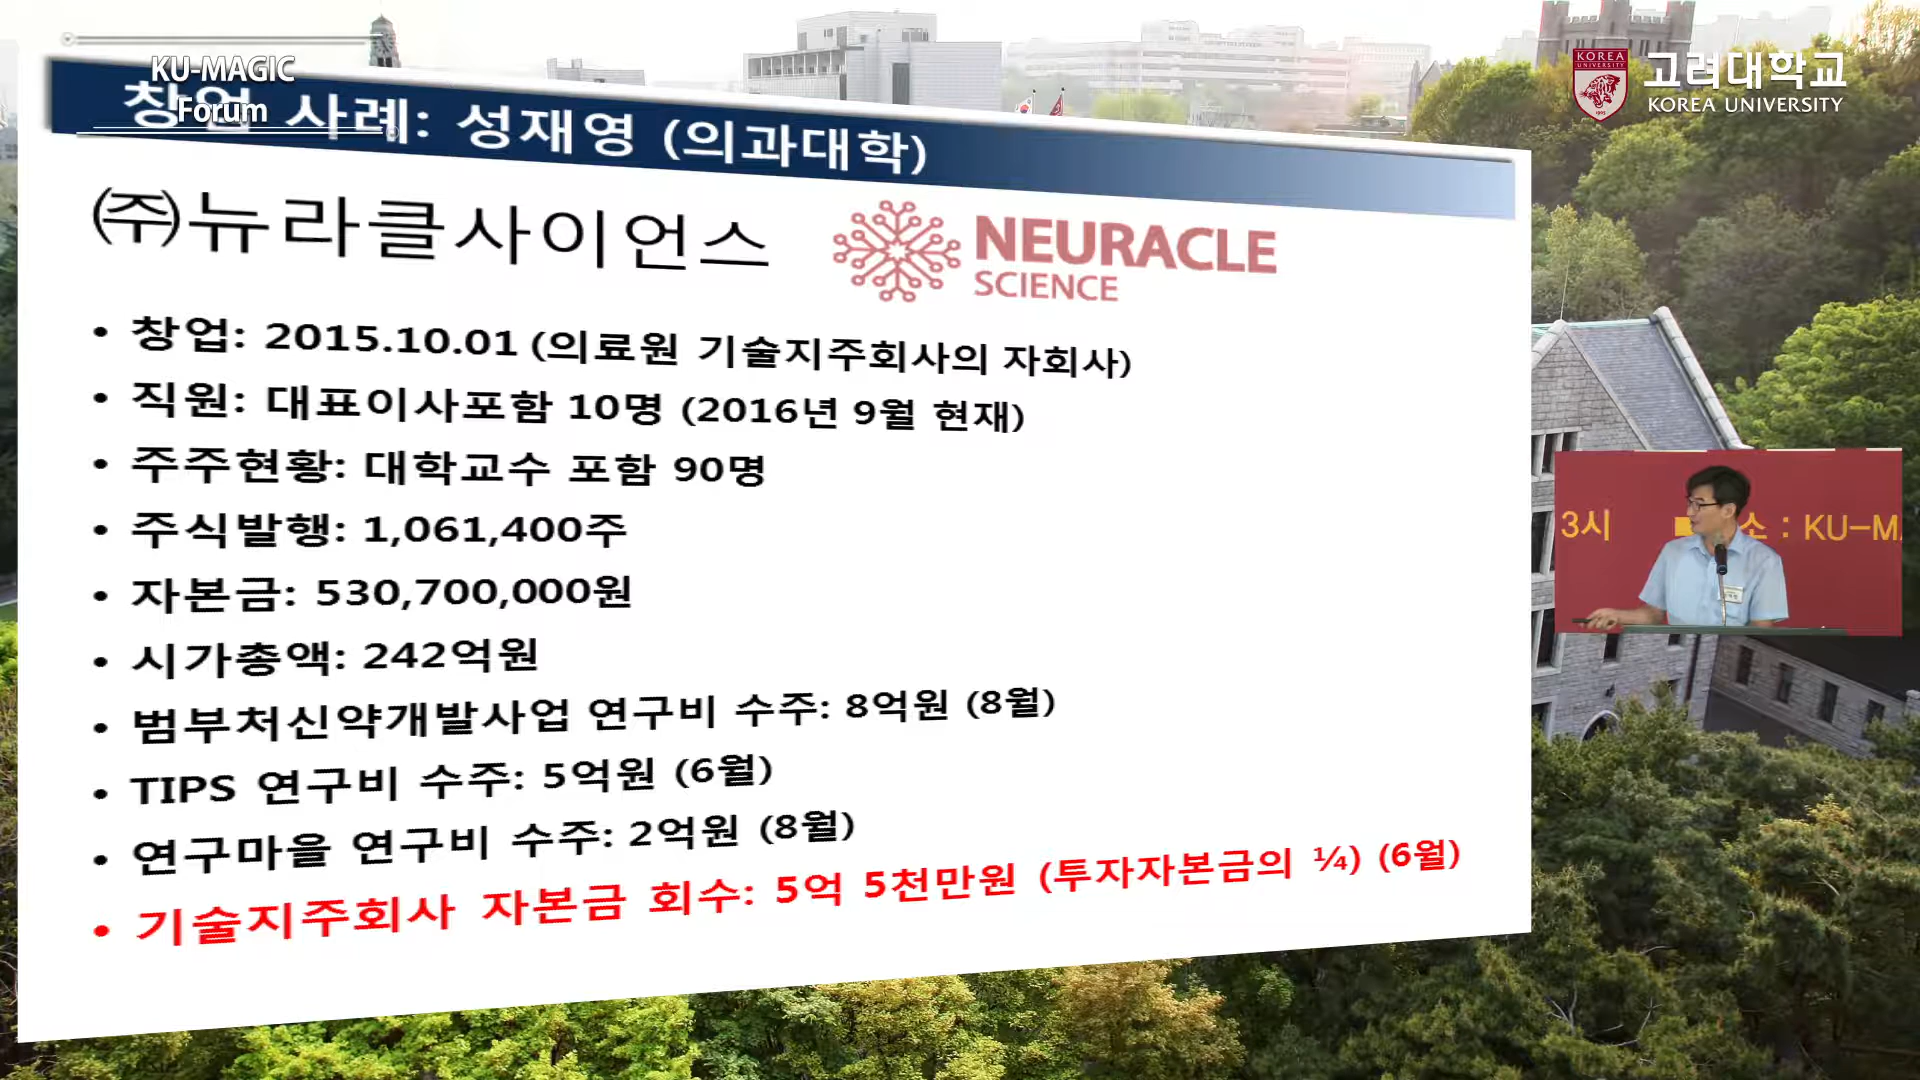 KU-MAGIC
Forum
창업 사례: 성재영 (의과대학)
고려대학교
KOREA UNIVERSITY
KOREA
UNIVERSITY
㈜뉴라클사이언스
NEURACLE
SCIENCE
• 창업: 2015.10.01 (의료원 기술지주회사의 자회사)
• 직원: 대표이사포함 10명 (2016년 9월 현재)
• 주주현황: 대학교수 포함 90명
• 주식발행: 1,061,400주
• 자본금: 530,700,000원
• 시가총액: 242억원
• 범부처신약개발사업 연구비 수주: 8억원 (8월)
• TIPS 연구비 수주: 5억원 (6월)
• 연구마을 연구비 수주: 2억원 (8월)
• 기술지주회사 자본금 회수: 5억 5천만원 (투자자본금의 ¼) (6월)
3시 소 : KU-M